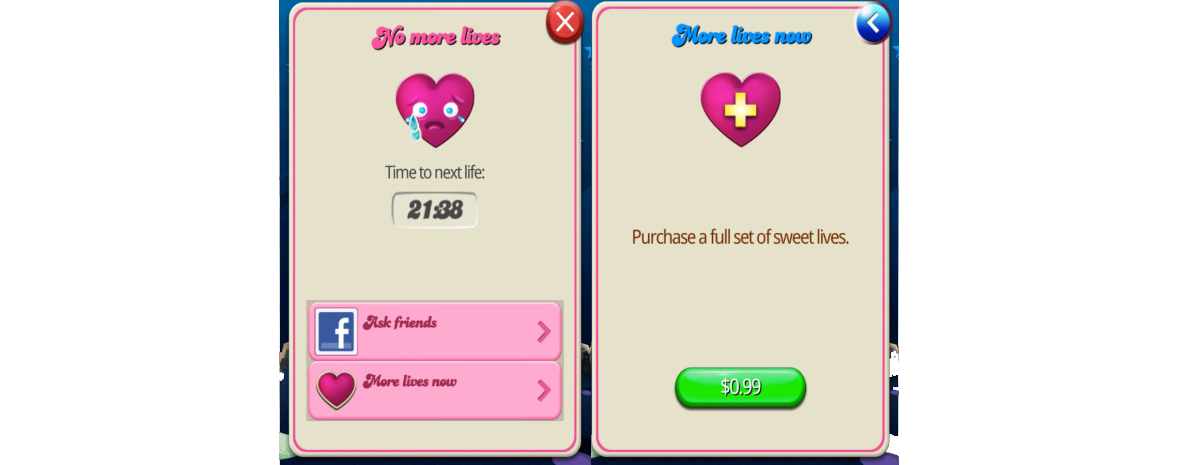 No more lives
Time to next life:
21:38
f
Ask friends
More lives now
More lives now
Purchase a full set of sweet lives.
$0.99